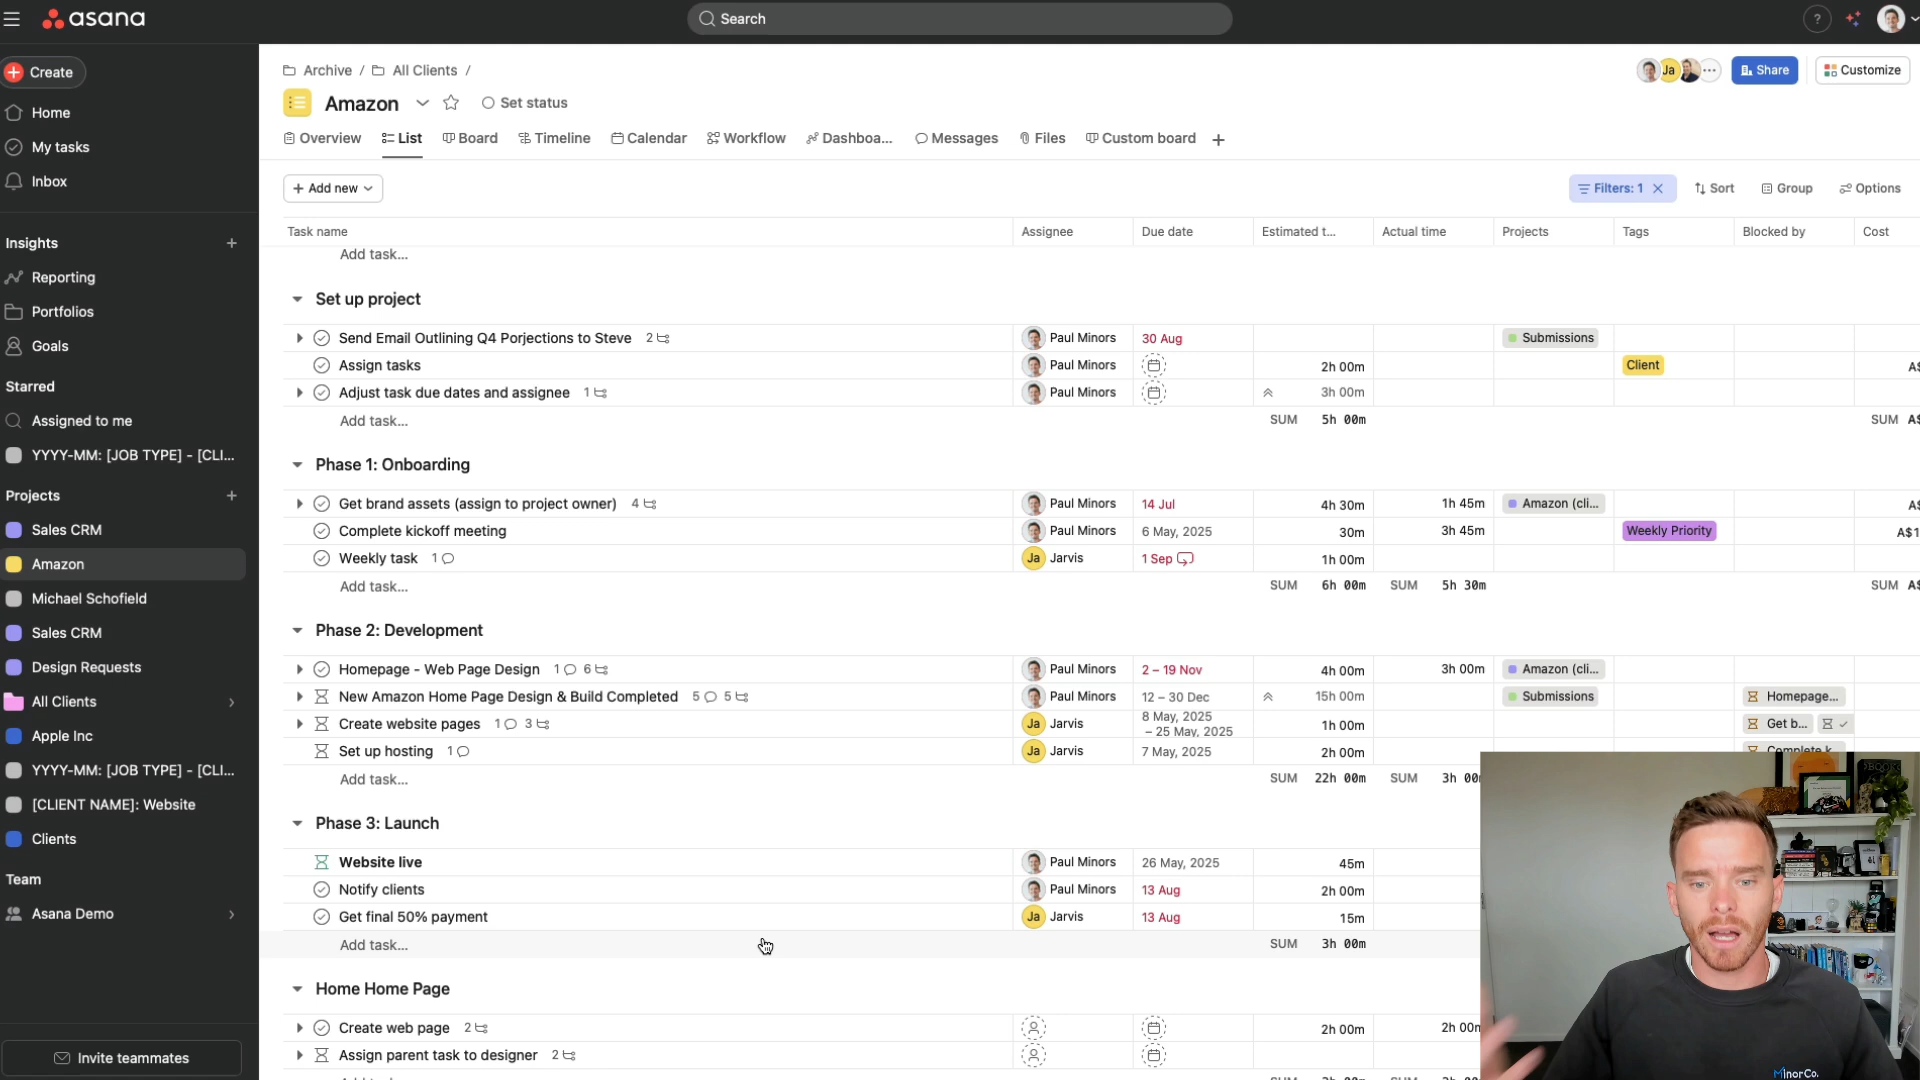 asana
Search
?
Create
Home
My tasks
Inbox
Insights
Reporting
Portfolios
Goals
Starred
Assigned to me
YYYY-MM: [JOB TYPE] - [CLI...
Projects
Sales CRM
Amazon
Michael Schofield
Sales CRM
Design Requests
All Clients
Apple Inc
YYYY-MM: [JOB TYPE] - [CLI...
[CLIENT NAME]: Website
Clients
Team
Asana Demo
Invite teammates
Archive / All Clients /
Amazon Set status
Ja Share Customize
Overview List Board Timeline Calendar Workflow Dashboa... Messages Files Custom board +
+ Add new Filters: 1 Sort Group Options
Task name Assignee Due date Estimated t... Actual time Projects Tags Blocked by Cost
Add task...
Set up project
Send Email Outlining Q4 Porjections to Steve 2 Paul Minors 30 Aug Submissions
Assign tasks Paul Minors 2h 00m Client A$
Adjust task due dates and assignee 1 Paul Minors 3h 00m
Add task... SUM 5h 00m SUM A$
Phase 1: Onboarding
Get brand assets (assign to project owner) 4 Paul Minors 14 Jul 4h 30m 1h 45m Amazon (cli... A$
Complete kickoff meeting Paul Minors 6 May, 2025 30m 3h 45m Weekly Priority A$1
Weekly task 1 Ja Jarvis 1 Sep 1h 00m
Add task... SUM 6h 00m SUM 5h 30m SUM A$
Phase 2: Development
Homepage - Web Page Design 1 6 Paul Minors 2 – 19 Nov 4h 00m 3h 00m Amazon (cli...
New Amazon Home Page Design & Build Completed 5 5 Paul Minors 12 – 30 Dec 15h 00m Submissions Homepage...
Create website pages 1 3 Ja Jarvis 8 May, 2025 – 25 May, 2025 1h 00m Get b...
Set up hosting 1 Ja Jarvis 7 May, 2025 2h 00m Complete k
Add task... SUM 22h 00m SUM 3h 00m
Phase 3: Launch
Website live Paul Minors 26 May, 2025 45m
Notify clients Paul Minors 13 Aug 2h 00m
Get final 50% payment Ja Jarvis 13 Aug 15m
Add task... SUM 3h 00m
Home Home Page
Create web page 2 2h 00m 2h 00m
Assign parent task to designer 2
BOOK
MinorCo.